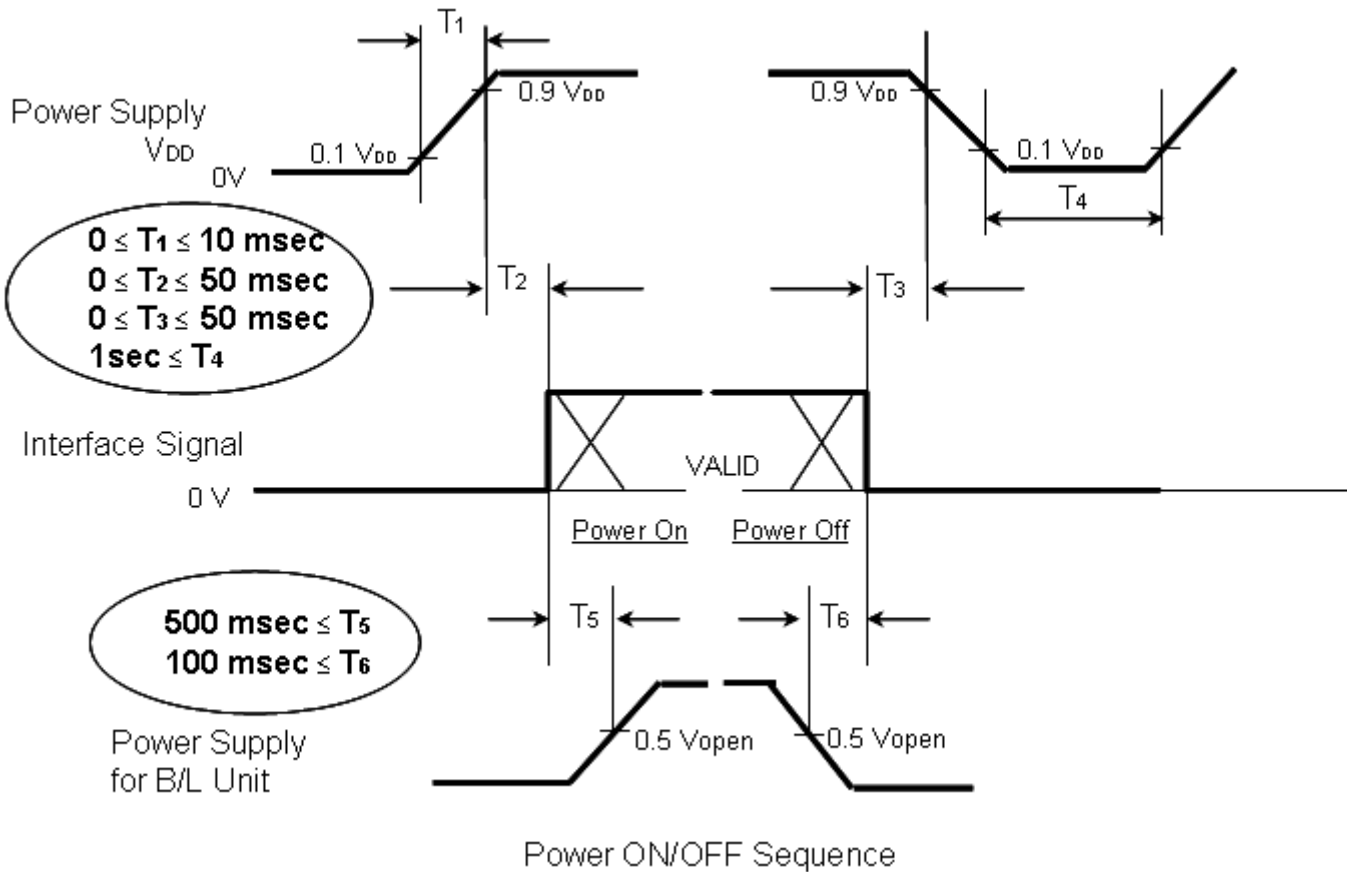 T1
0.9 VDD
0.9 VDD
Power Supply
VDD
0.1 VDD
0.1 VDD
0V
T4
0 ≤ T1 ≤ 10 msec
0 ≤ T2 ≤ 50 msec
0 ≤ T3 ≤ 50 msec
1sec ≤ T4
T2
T3
Interface Signal
VALID
0 V
Power On
Power Off
500 msec ≤ T5
100 msec ≤ T6
T5
T6
0.5 Vopen
0.5 Vopen
Power Supply
for B/L Unit
Power ON/OFF Sequence